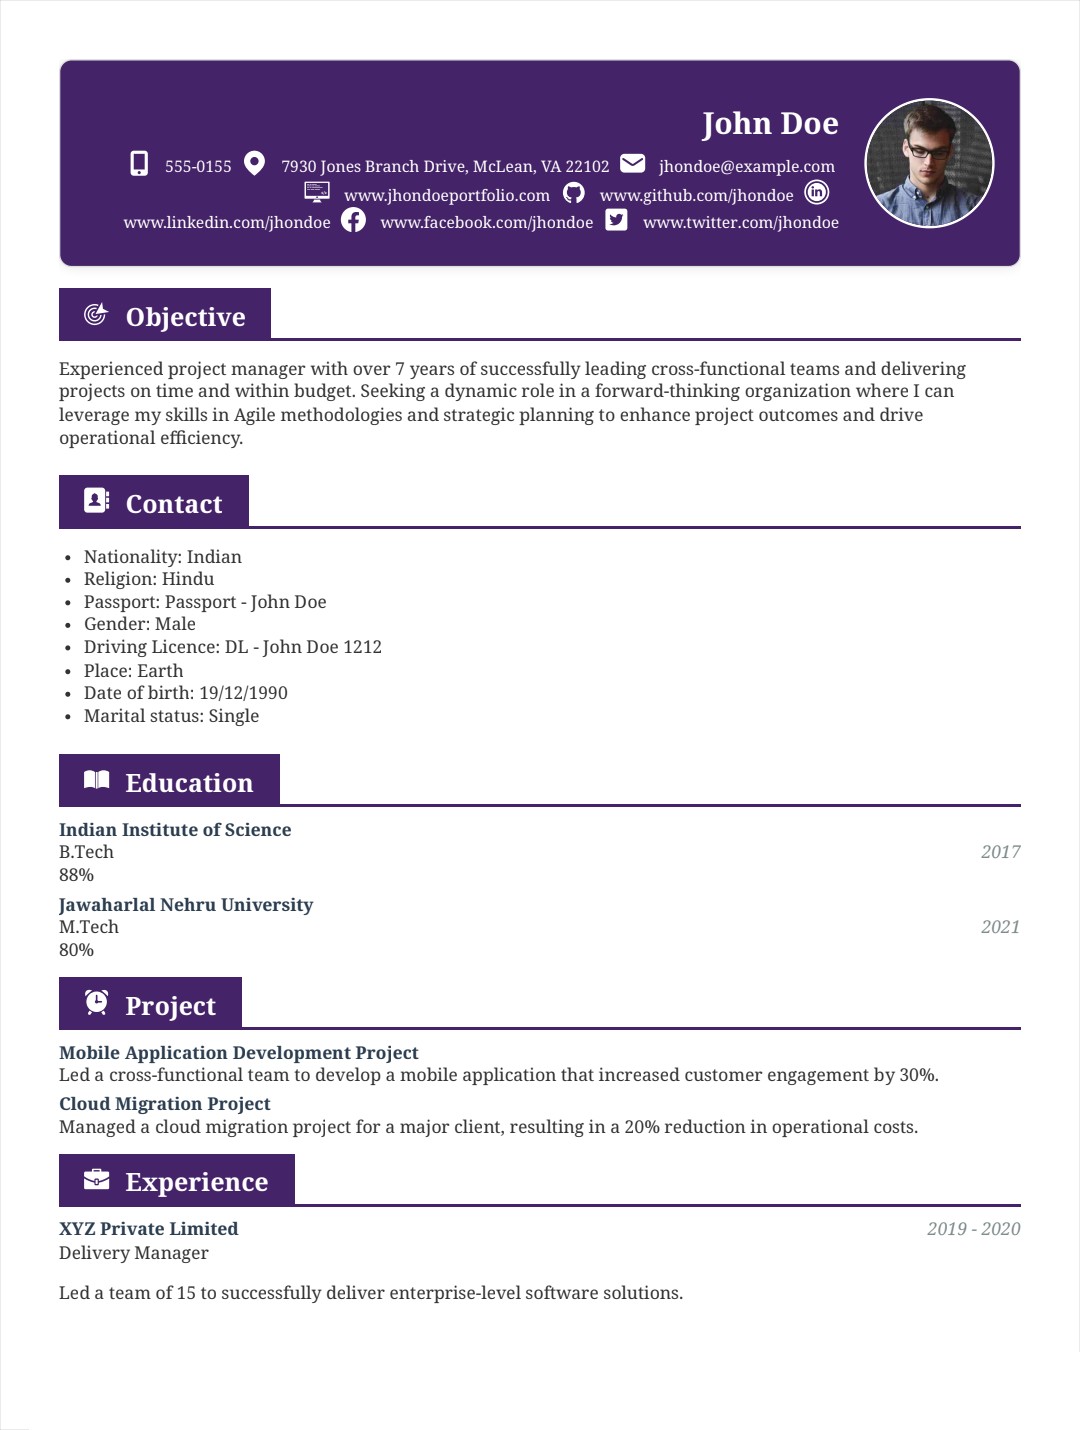 John Doe
555-0155 7930 Jones Branch Drive, McLean, VA 22102 jhondoe@example.com
www.jhondoeportfolio.com www.github.com/jhondoe
www.linkedin.com/jhondoe www.facebook.com/jhondoe www.twitter.com/jhondoe
Objective
Experienced project manager with over 7 years of successfully leading cross-functional teams and delivering
projects on time and within budget. Seeking a dynamic role in a forward-thinking organization where I can
leverage my skills in Agile methodologies and strategic planning to enhance project outcomes and drive
operational efficiency.
Contact
• Nationality: Indian
• Religion: Hindu
• Passport: Passport - John Doe
• Gender: Male
• Driving Licence: DL - John Doe 1212
• Place: Earth
• Date of birth: 19/12/1990
• Marital status: Single
Education
Indian Institute of Science
B.Tech 2017
88%
Jawaharlal Nehru University
M.Tech 2021
80%
Project
Mobile Application Development Project
Led a cross-functional team to develop a mobile application that increased customer engagement by 30%.
Cloud Migration Project
Managed a cloud migration project for a major client, resulting in a 20% reduction in operational costs.
Experience
XYZ Private Limited 2019 - 2020
Delivery Manager
Led a team of 15 to successfully deliver enterprise-level software solutions.